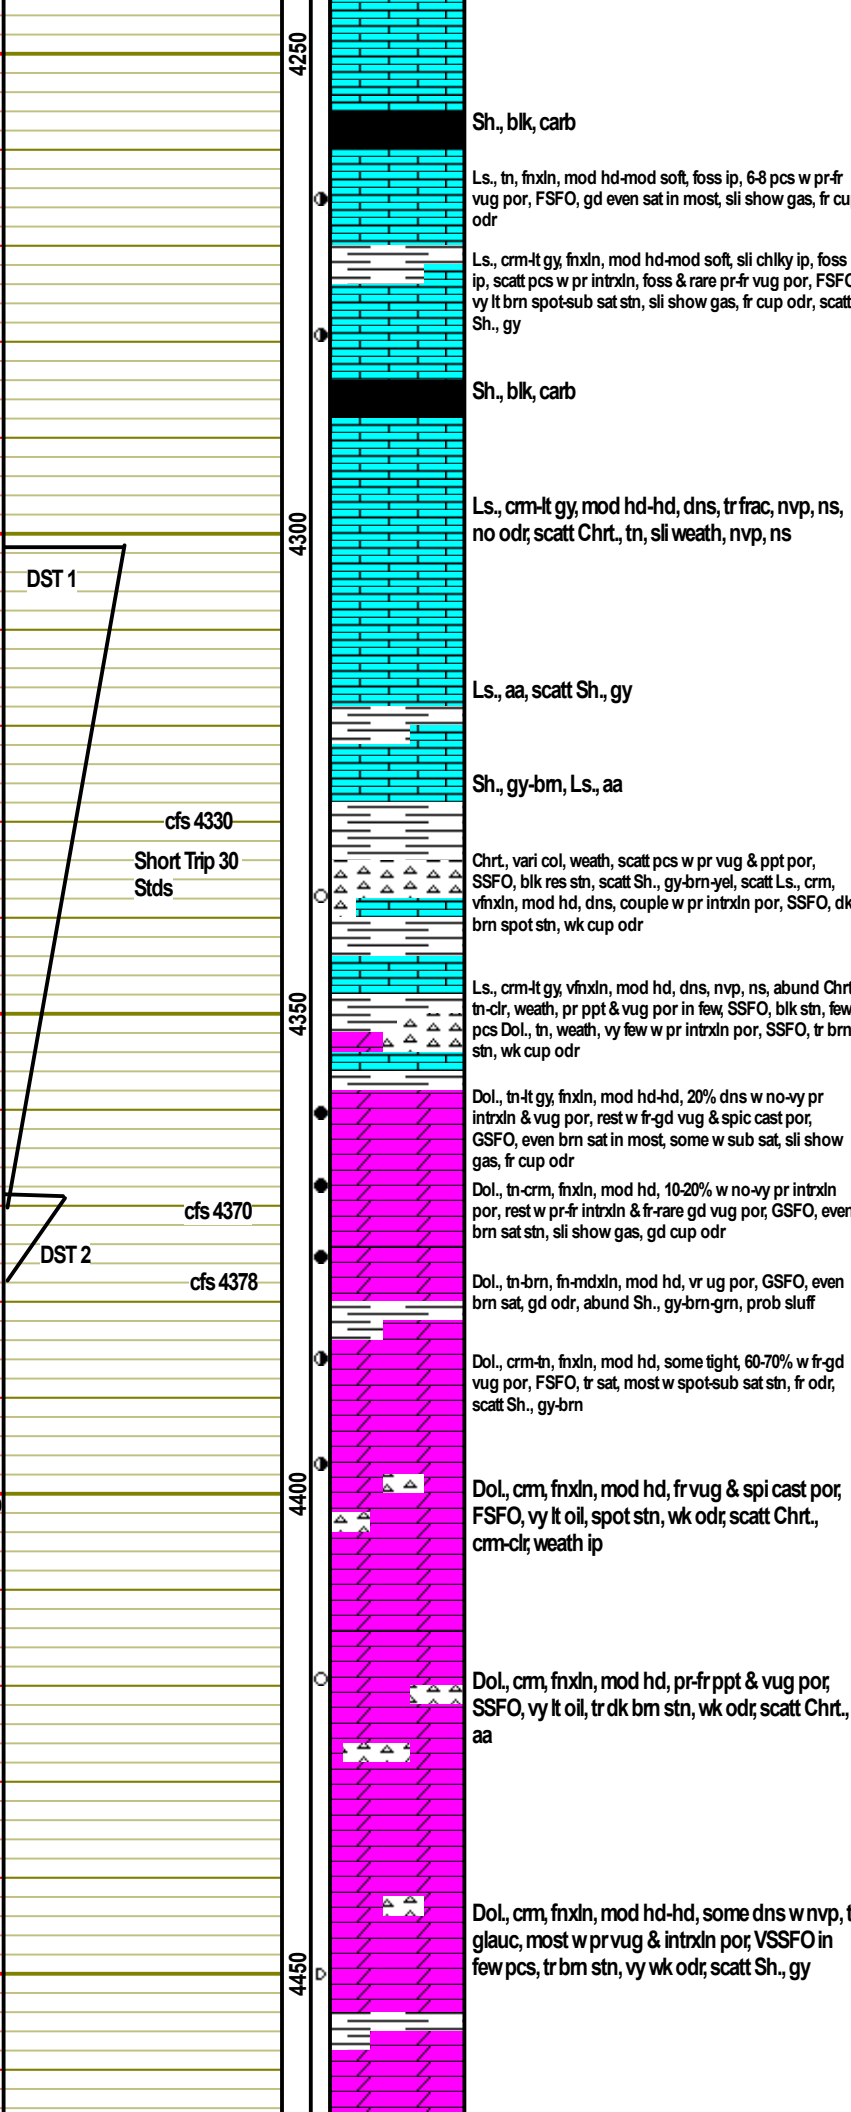 4250
Sh., blk, carb
Ls., tn, fnxln, mod hd-mod soft, foss ip, 6-8 pcs w pr-fr
vug por, FSFO, gd even sat in most, sli show gas, fr cu
odr
Ls., crm-lt gy, fnxln, mod hd-mod soft, sli chlky ip, foss
ip, scatt pcs w pr intrxln, foss & rare pr-fr vug por, FSFO
vy lt brn spot-sub sat stn, sli show gas, fr cup odr, scatt
Sh., gy
Sh., blk, carb
4300
Ls., crm-lt gy, mod hd-hd, dns, tr frac, nvp, ns,
no odr, scatt Chrt., tn, sli weath, nvp, ns
DST 1
Ls., aa, scatt Sh., gy
Sh., gy-brn, Ls., aa
cfs 4330
Short Trip 30
Stds
Chrt., vari col, weath, scatt pcs w pr vug & ppt por,
SSFO, blk res stn, scatt Sh., gy-brn-yel, scatt Ls., crm,
vfnxln, mod hd, dns, couple w pr intrxln por, SSFO, dk
brn spot stn, wk cup odr
4350
Ls., crm-lt gy, vfnxln, mod hd, dns, nvp, ns, abund Chrt
tn-clr, weath, pr ppt & vug por in few, SSFO, blk stn, few
pcs Dol., tn, weath, vy few w pr intrxln por, SSFO, tr brn
stn, wk cup odr
Dol., tn-lt gy, fnxln, mod hd-hd, 20% dns w no-vy pr
intrxln & vug por, rest w fr-gd vug & spic cast por,
GSFO, even brn sat in most, some w sub sat, sli show
gas, fr cup odr
Dol., tn-crm, fnxln, mod hd, 10-20% w no-vy pr intrxln
por, rest w pr-fr intrxln & fr-rare gd vug por, GSFO, even
brn sat stn, sli show gas, gd cup odr
cfs 4370
DST 2
cfs 4378
Dol., tn-brn, fn-mdxln, mod hd, vr ug por, GSFO, even
brn sat, gd odr, abund Sh., gy-brn-grn, prob sluff
Dol., crm-tn, fnxln, mod hd, some tight, 60-70% w fr-gd
vug por, FSFO, tr sat, most w spot-sub sat stn, fr odr,
scatt Sh., gy-brn
4400
Dol., crm, fnxln, mod hd, fr vug & spi cast por,
FSFO, vy lt oil, spot stn, wk odr, scatt Chrt.,
crm-clr, weath ip
Dol., crm, fnxln, mod hd, pr-fr ppt & vug por,
SSFO, vy lt oil, tr dk brn stn, wk odr, scatt Chrt.,
aa
4450
Dol., crm, fnxln, mod hd-hd, some dns w nvp, t
glauc, most w pr vug & intrxln por, VSSFO in
few pcs, tr brn stn, vy wk odr, scatt Sh., gy